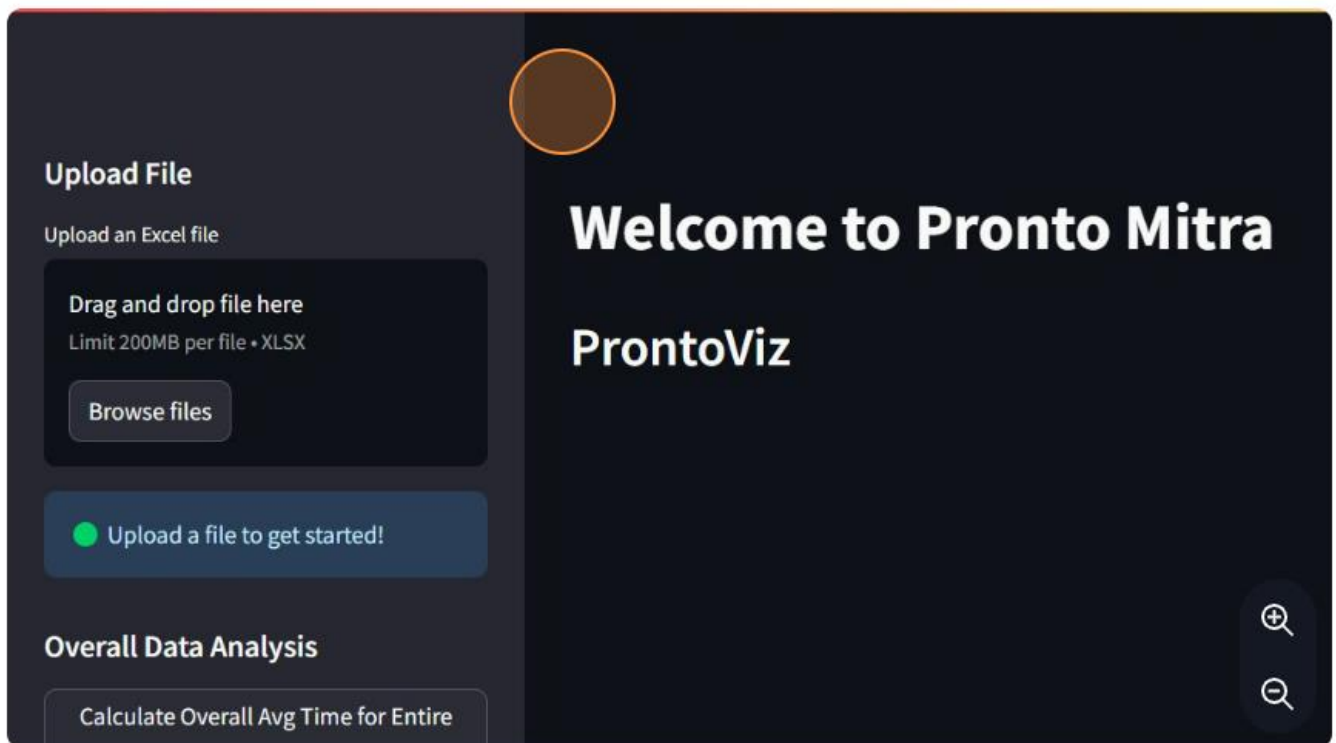 Upload File
Upload an Excel file
Drag and drop file here
Limit 200MB per file • XLSX
Browse files
Upload a file to get started!
Overall Data Analysis
Calculate Overall Avg Time for Entire
Welcome to Pronto Mitra
ProntoViz